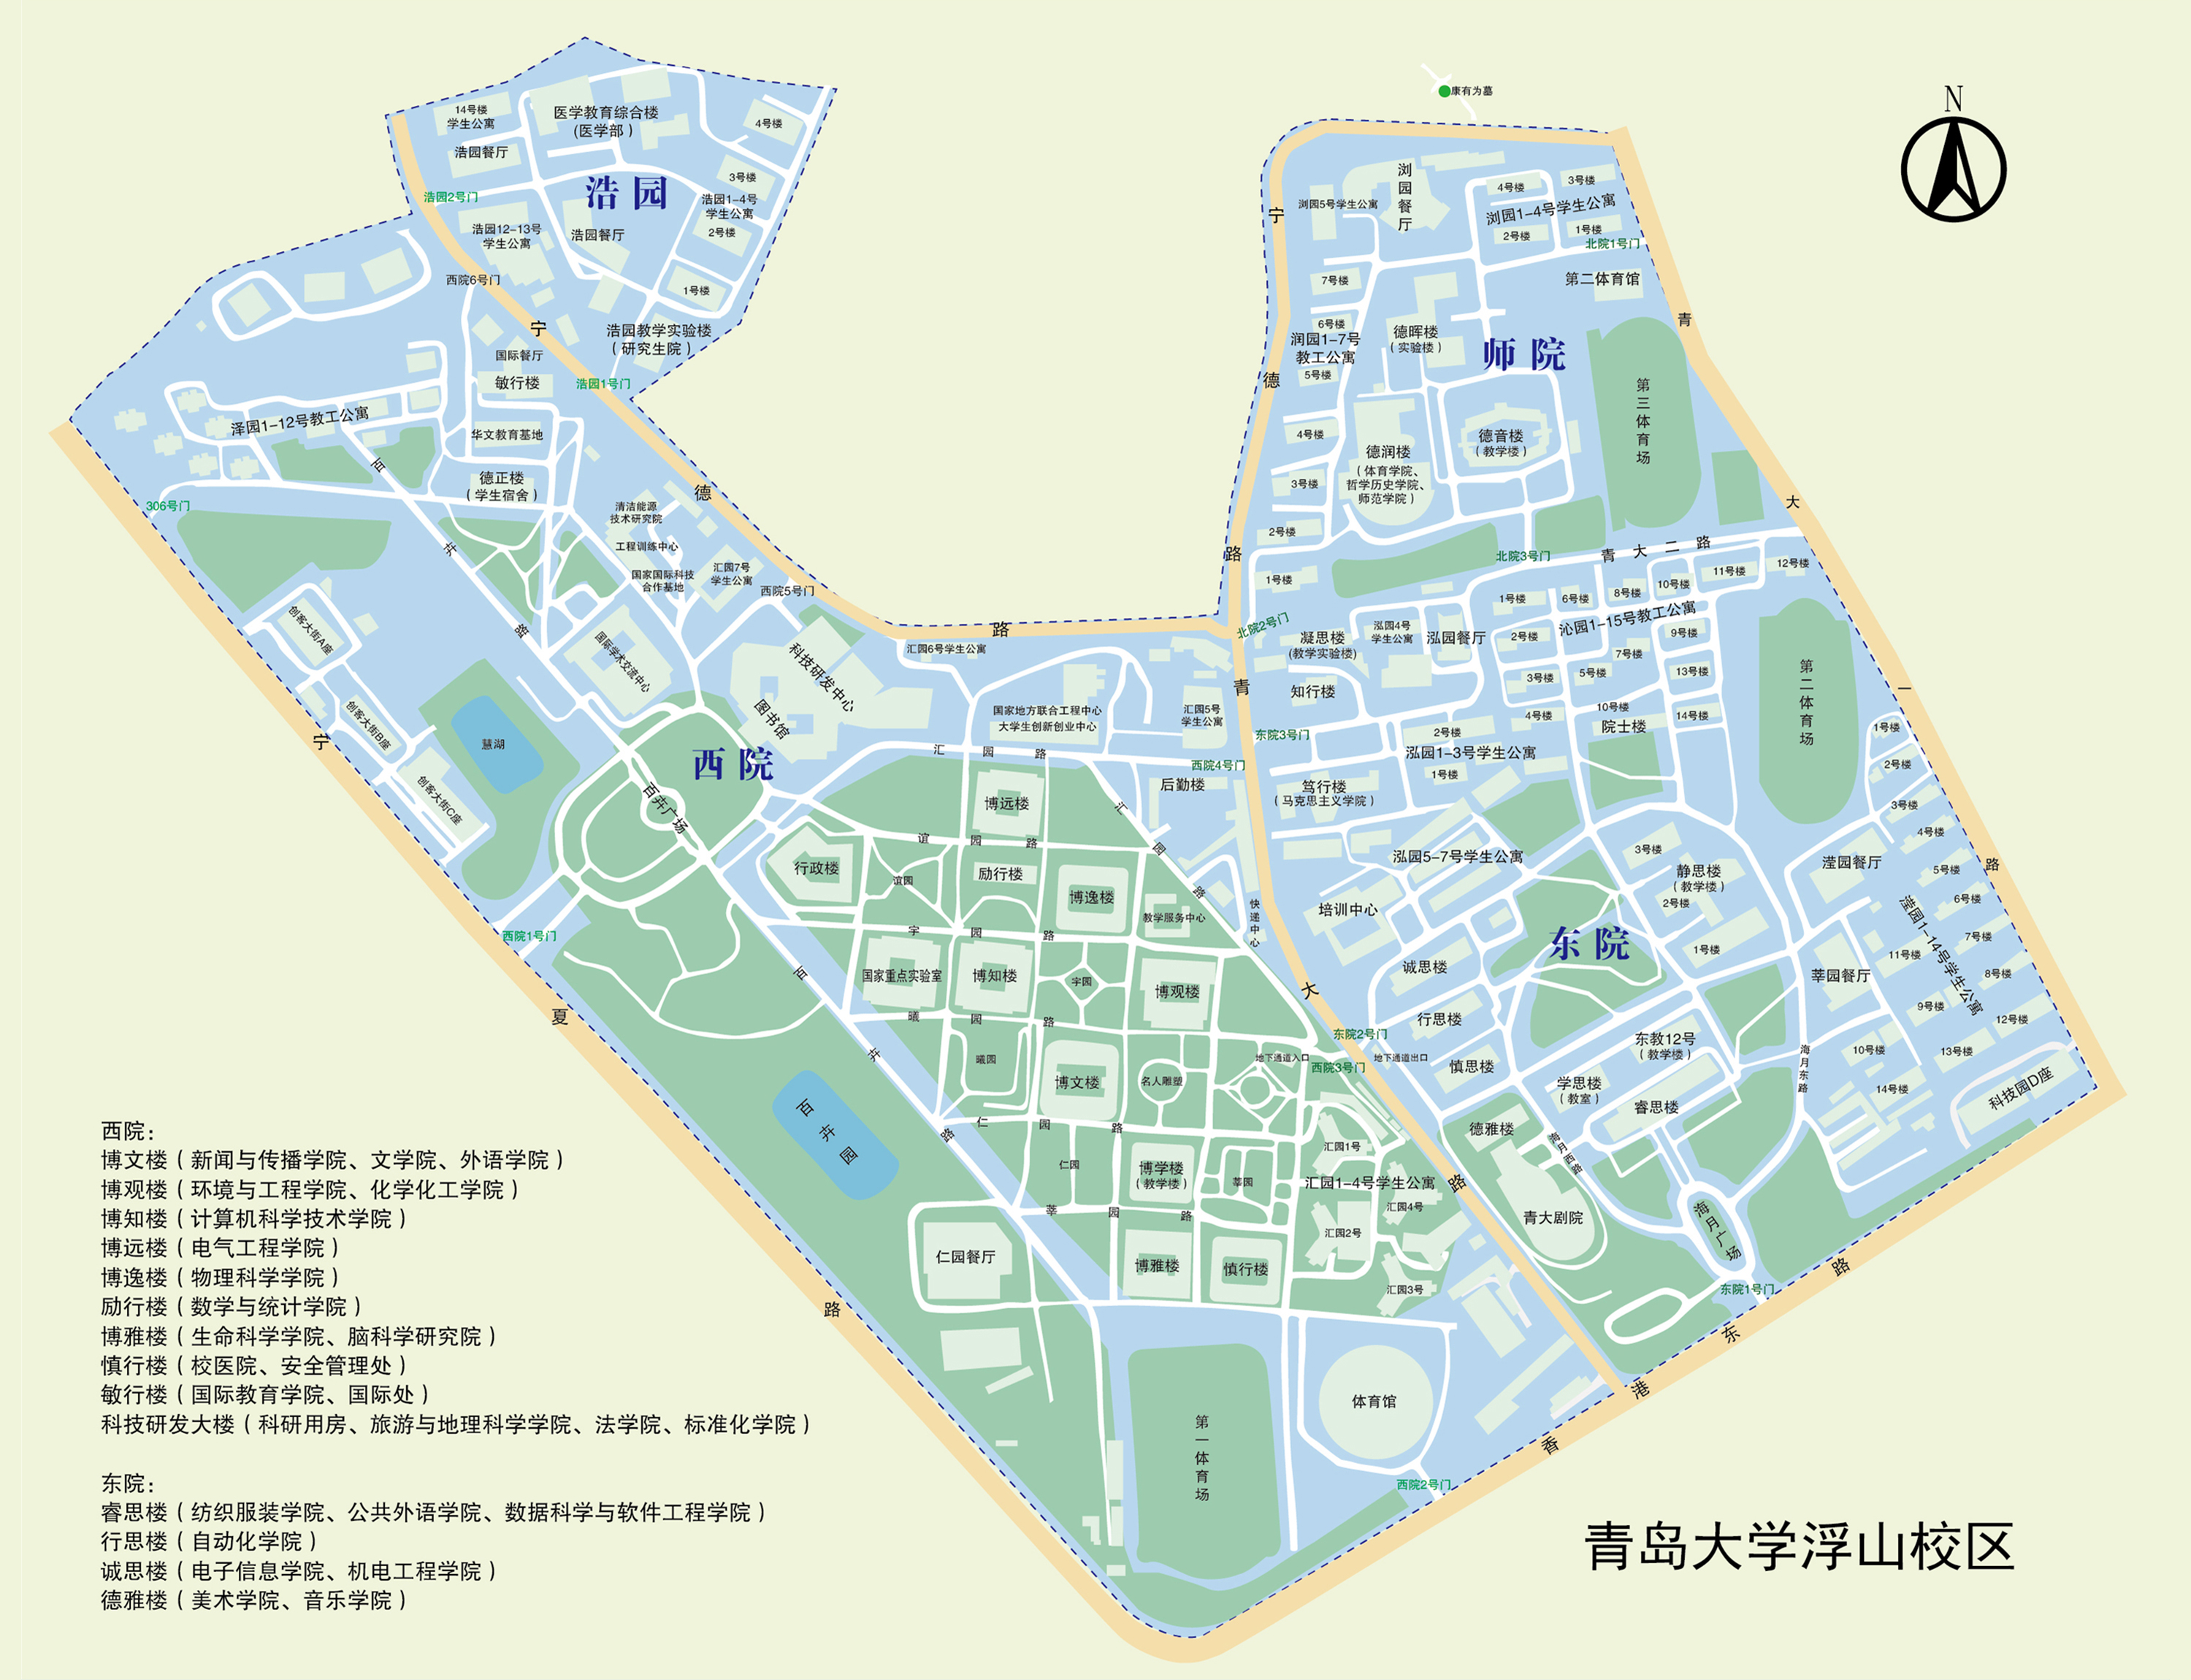 N
康有为墓
14号楼
学生公寓
医学教育综合楼
(医学部)
4号楼
浩园餐厅
3号楼
浩园
浩园2号门
浩园1-4号
学生公寓
浩园12-13号
学生公寓
浩园餐厅
2号楼
西院6号门
1号楼
宁
浩园教学实验楼
(研究生院)
国际餐厅
敏行楼
浩园1号门
泽园1-12号教工公寓
华文教育基地
百
德正楼
(学生宿舍)
德
306号门
清洁能源
技术研究院
卉
工程训练中心
国家国际科技
合作基地
汇园7号
学生公寓
西院5号门
路
创客大街A座
国际学术交流中心
路
科技研发中心
汇园6号学生公寓
图书馆
创客大街B座
宁
慧湖
国家地方联合工程中心
大学生创新创业中心
汇园5号
学生公寓
西院
汇园路
西院4号门
创客大街C座
百卉广场
后勤楼
博远楼
汇园路
谊园路
行政楼
谊园
励行楼
博逸楼
教学服务中心
快递中心
西院1号门
宇园路
百
国家重点实验室
博知楼
宇园
博观楼
夏
曦园路
卉
曦园
博文楼
名人雕塑
地下通道入口
西院3号门
百卉园
路
仁园路
汇园1号
仁园
博学楼
(教学楼)
莘园
汇园1-4号学生公寓
莘园路
汇园4号
汇园2号
仁园餐厅
博雅楼
慎行楼
汇园3号
路
体育馆
第一体育场
西院2号门
浏园餐厅
4号楼
3号楼
宁
浏园5号学生公寓
浏园1-4号学生公寓
2号楼
1号楼
北院1号门
7号楼
第二体育馆
6号楼
润园1-7号
教工公寓
德晖楼
(实验楼)
师院
青
5号楼
德
第三体育场
4号楼
德润楼
(体育学院、
哲学历史学院、
师范学院)
德音楼
(教学楼)
3号楼
大
2号楼
路
北院3号门
青大二路
1号楼
12号楼
11号楼
10号楼
8号楼
6号楼
1号楼
北院2号门
凝思楼
(教学实验楼)
泓园4号
学生公寓
泓园餐厅
沁园1-15号教工公寓
2号楼
9号楼
7号楼
5号楼
3号楼
13号楼
青
知行楼
第二体育场
一
10号楼
4号楼
14号楼
院士楼
东院3号门
2号楼
泓园1-3号学生公寓
1号楼
笃行楼
(马克思主义学院)
1号楼
2号楼
3号楼
4号楼
泓园5-7号学生公寓
3号楼
静思楼
(教学楼)
2号楼
1号楼
滢园餐厅
路
5号楼
6号楼
滢园1-14号学生公寓
培训中心
东院
7号楼
11号楼
8号楼
诚思楼
莘园餐厅
大
行思楼
9号楼
12号楼
东院2号门
地下通道出口
慎思楼
东教12号
(教学楼)
海月东路
10号楼
13号楼
学思楼
(教室)
14号楼
科技园D座
睿思楼
德雅楼
海月西路
路
青大剧院
海月广场
东院1号门
路
东
港
香
西院：
博文楼（新闻与传播学院、文学院、外语学院）
博观楼（环境与工程学院、化学化工学院）
博知楼（计算机科学技术学院）
博远楼（电气工程学院）
博逸楼（物理科学学院）
励行楼（数学与统计学院）
博雅楼（生命科学学院、脑科学研究院）
慎行楼（校医院、安全管理处）
敏行楼（国际教育学院、国际处）
科技研发大楼（科研用房、旅游与地理科学学院、法学院、标准化学院）
东院：
睿思楼（纺织服装学院、公共外语学院、数据科学与软件工程学院）
行思楼（自动化学院）
诚思楼（电子信息学院、机电工程学院）
德雅楼（美术学院、音乐学院）
青岛大学浮山校区